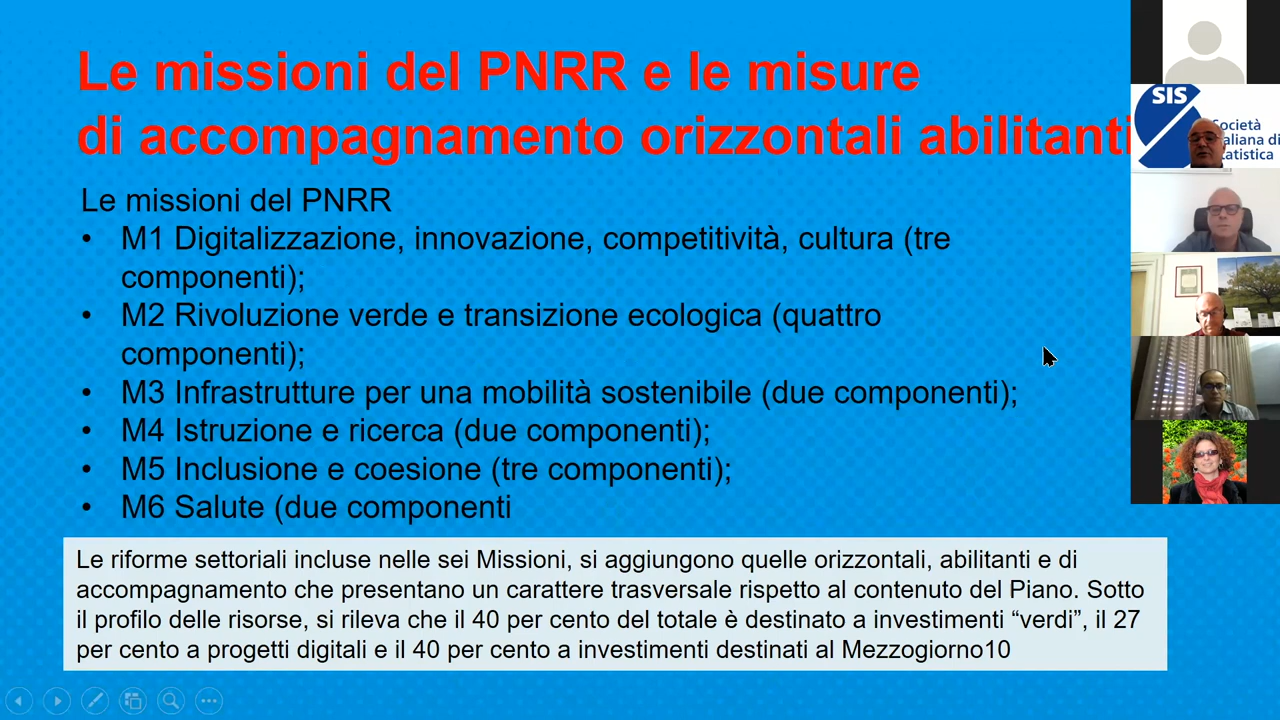 Le missioni del PNRR e le misure
di accompagnamento orizzontali abilitanti
Le missioni del PNRR
• M1 Digitalizzazione, innovazione, competitività, cultura (tre
componenti);
• M2 Rivoluzione verde e transizione ecologica (quattro
componenti);
• M3 Infrastrutture per una mobilità sostenibile (due componenti);
• M4 Istruzione e ricerca (due componenti);
• M5 Inclusione e coesione (tre componenti);
• M6 Salute (due componenti
Le riforme settoriali incluse nelle sei Missioni, si aggiungono quelle orizzontali, abilitanti e di
accompagnamento che presentano un carattere trasversale rispetto al contenuto del Piano. Sotto
il profilo delle risorse, si rileva che il 40 per cento del totale è destinato a investimenti “verdi”, il 27
per cento a progetti digitali e il 40 per cento a investimenti destinati al Mezzogiorno10
SIS
Società
aliana di
tatistica